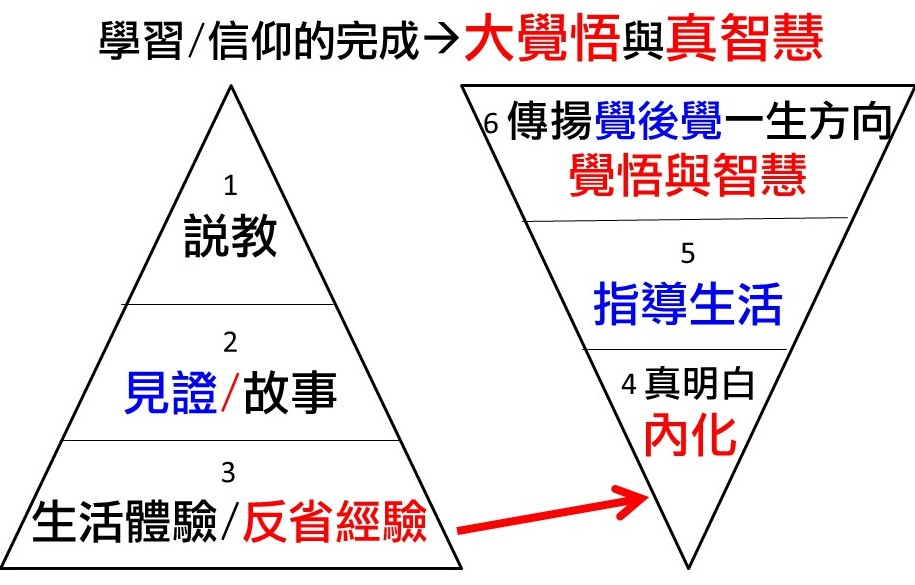 學習/信仰的完成→大覺悟與真智慧
1
説教
2
見證/故事
3
生活體驗/反省經驗
6 傳揚覺後覺一生方向
覺悟與智慧
5
指導生活
4 真明白
內化